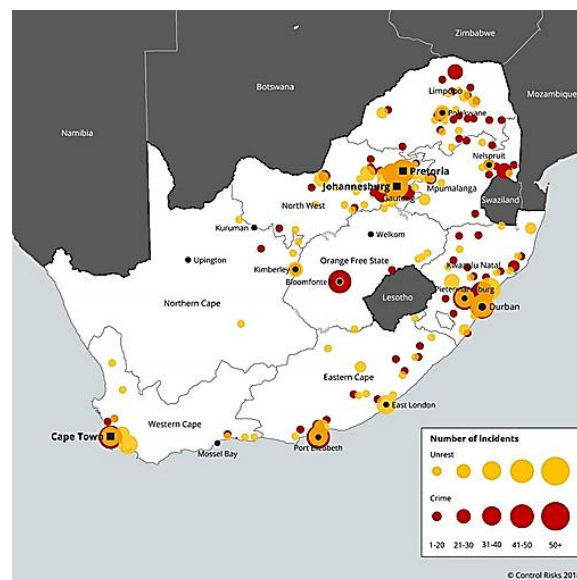 Zimbabwe
Botswana
Mozambique
Namibia
Limpopo
Polokwane
Nelspruit
Pretoria
Johannesburg
Gauteng
Mpumalanga
North West
Swaziland
Kuruman
Welkom
Upington
Orange Free State
Kwazulu Natal
Kimberley
Bloomfontein
Pietermaritzburg
Durban
Lesotho
Northern Cape
Eastern Cape
East London
Western Cape
Cape Town
Mossel Bay
Port Elizabeth
Number of Incidents
Unrest
Crime
1-20 21-30 31-40 41-50 50+
© Control Risks